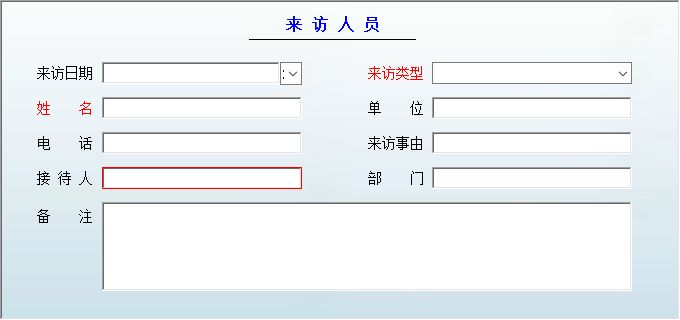 来 访 人 员
来访日期 来访类型
姓 名 单 位
电 话 来访事由
接 待 人 部 门
备 注